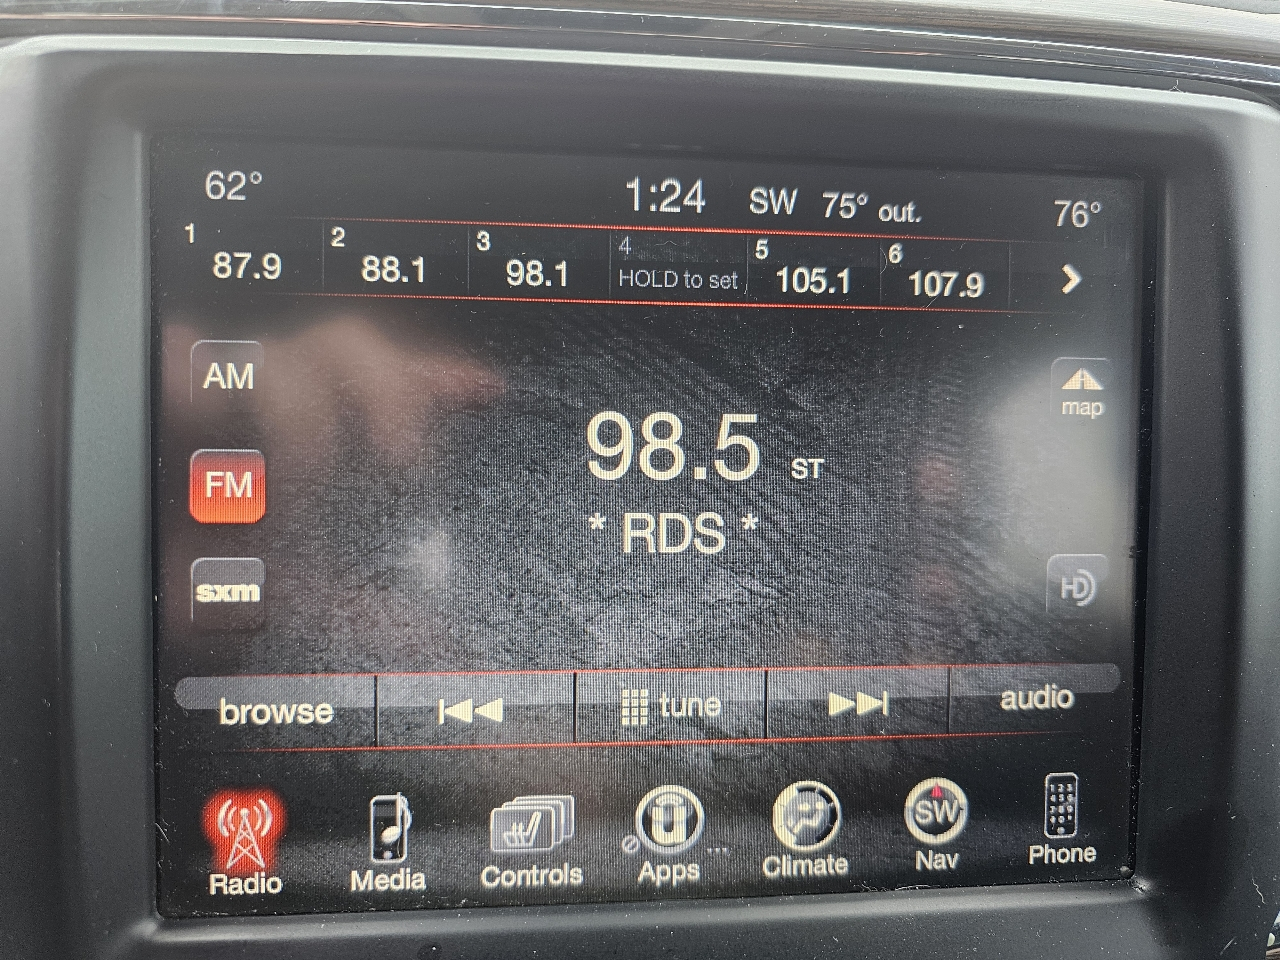 62° 1:24 SW 75° out. 76°
1 87.9 2 88.1 3 98.1 4 HOLD to set 5 105.1 6 107.9
AM
map
98.5 ST
FM
* RDS *
sxm
HD
browse tune audio
SW
Radio Media Controls Apps ... Climate Nav Phone